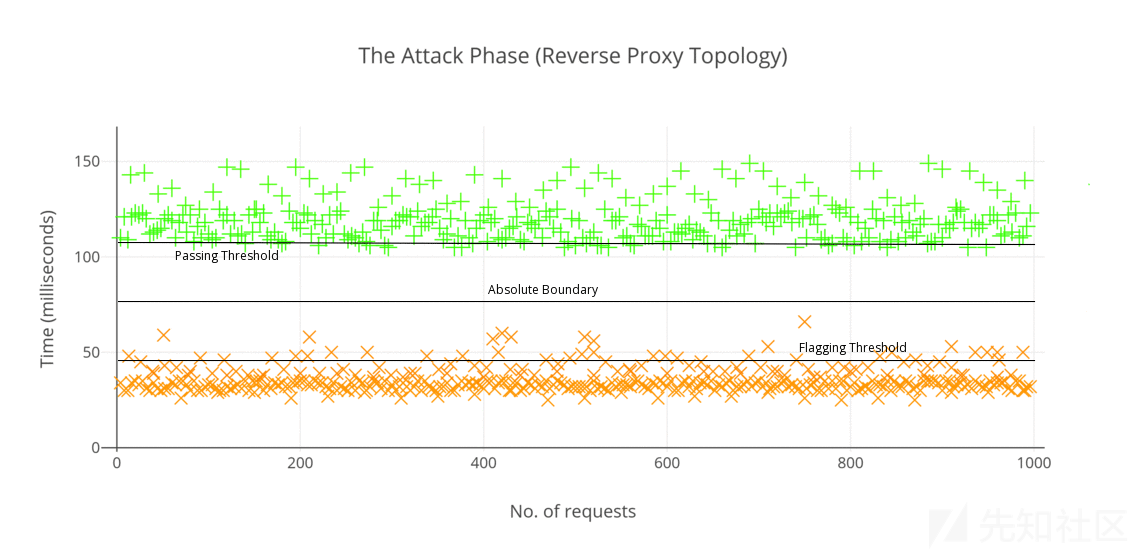 The Attack Phase (Reverse Proxy Topology)
150
100
50
0
Time (milliseconds)
Passing Threshold
Absolute Boundary
Flagging Threshold
0 200 400 600 800 1000
No. of requests
先知社区